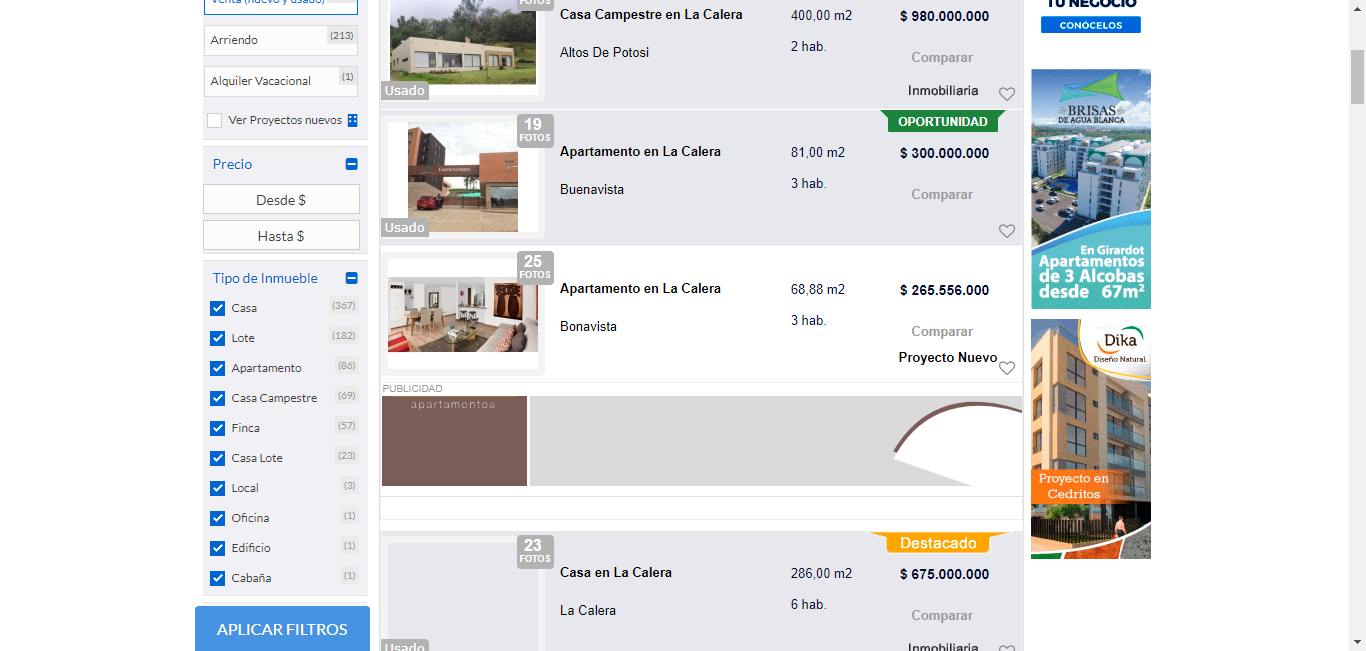 Venta (nuevo y usado)
Arriendo (213)
Alquiler Vacacional (1)
Ver Proyectos nuevos
Precio
Desde $
Hasta $
Tipo de Inmueble
Casa (367)
Lote (182)
Apartamento (86)
Casa Campestre (69)
Finca (57)
Casa Lote (23)
Local (3)
Oficina (1)
Edificio (1)
Cabaña (1)
APLICAR FILTROS
FOTOS
Usado
Casa Campestre en La Calera
Altos De Potosi
400,00 m2
2 hab.
$ 980.000.000
Comparar
Inmobiliaria
19
FOTOS
Usado
Apartamento en La Calera
Buenavista
81,00 m2
3 hab.
OPORTUNIDAD
$ 300.000.000
Comparar
25
FOTOS
Apartamento en La Calera
Bonavista
68,88 m2
3 hab.
$ 265.556.000
Comparar
Proyecto Nuevo
PUBLICIDAD
apartamentos
23
FOTOS
Usado
Casa en La Calera
La Calera
286,00 m2
6 hab.
Destacado
$ 675.000.000
Comparar
Inmobiliaria
TU NEGOCIO
CONÓCELOS
BRISAS
DE AGUA BLANCA
En Girardot
Apartamentos
de 3 Alcobas
desde 67m²
Dika
Diseño Natural.
Proyecto en
Cedritos